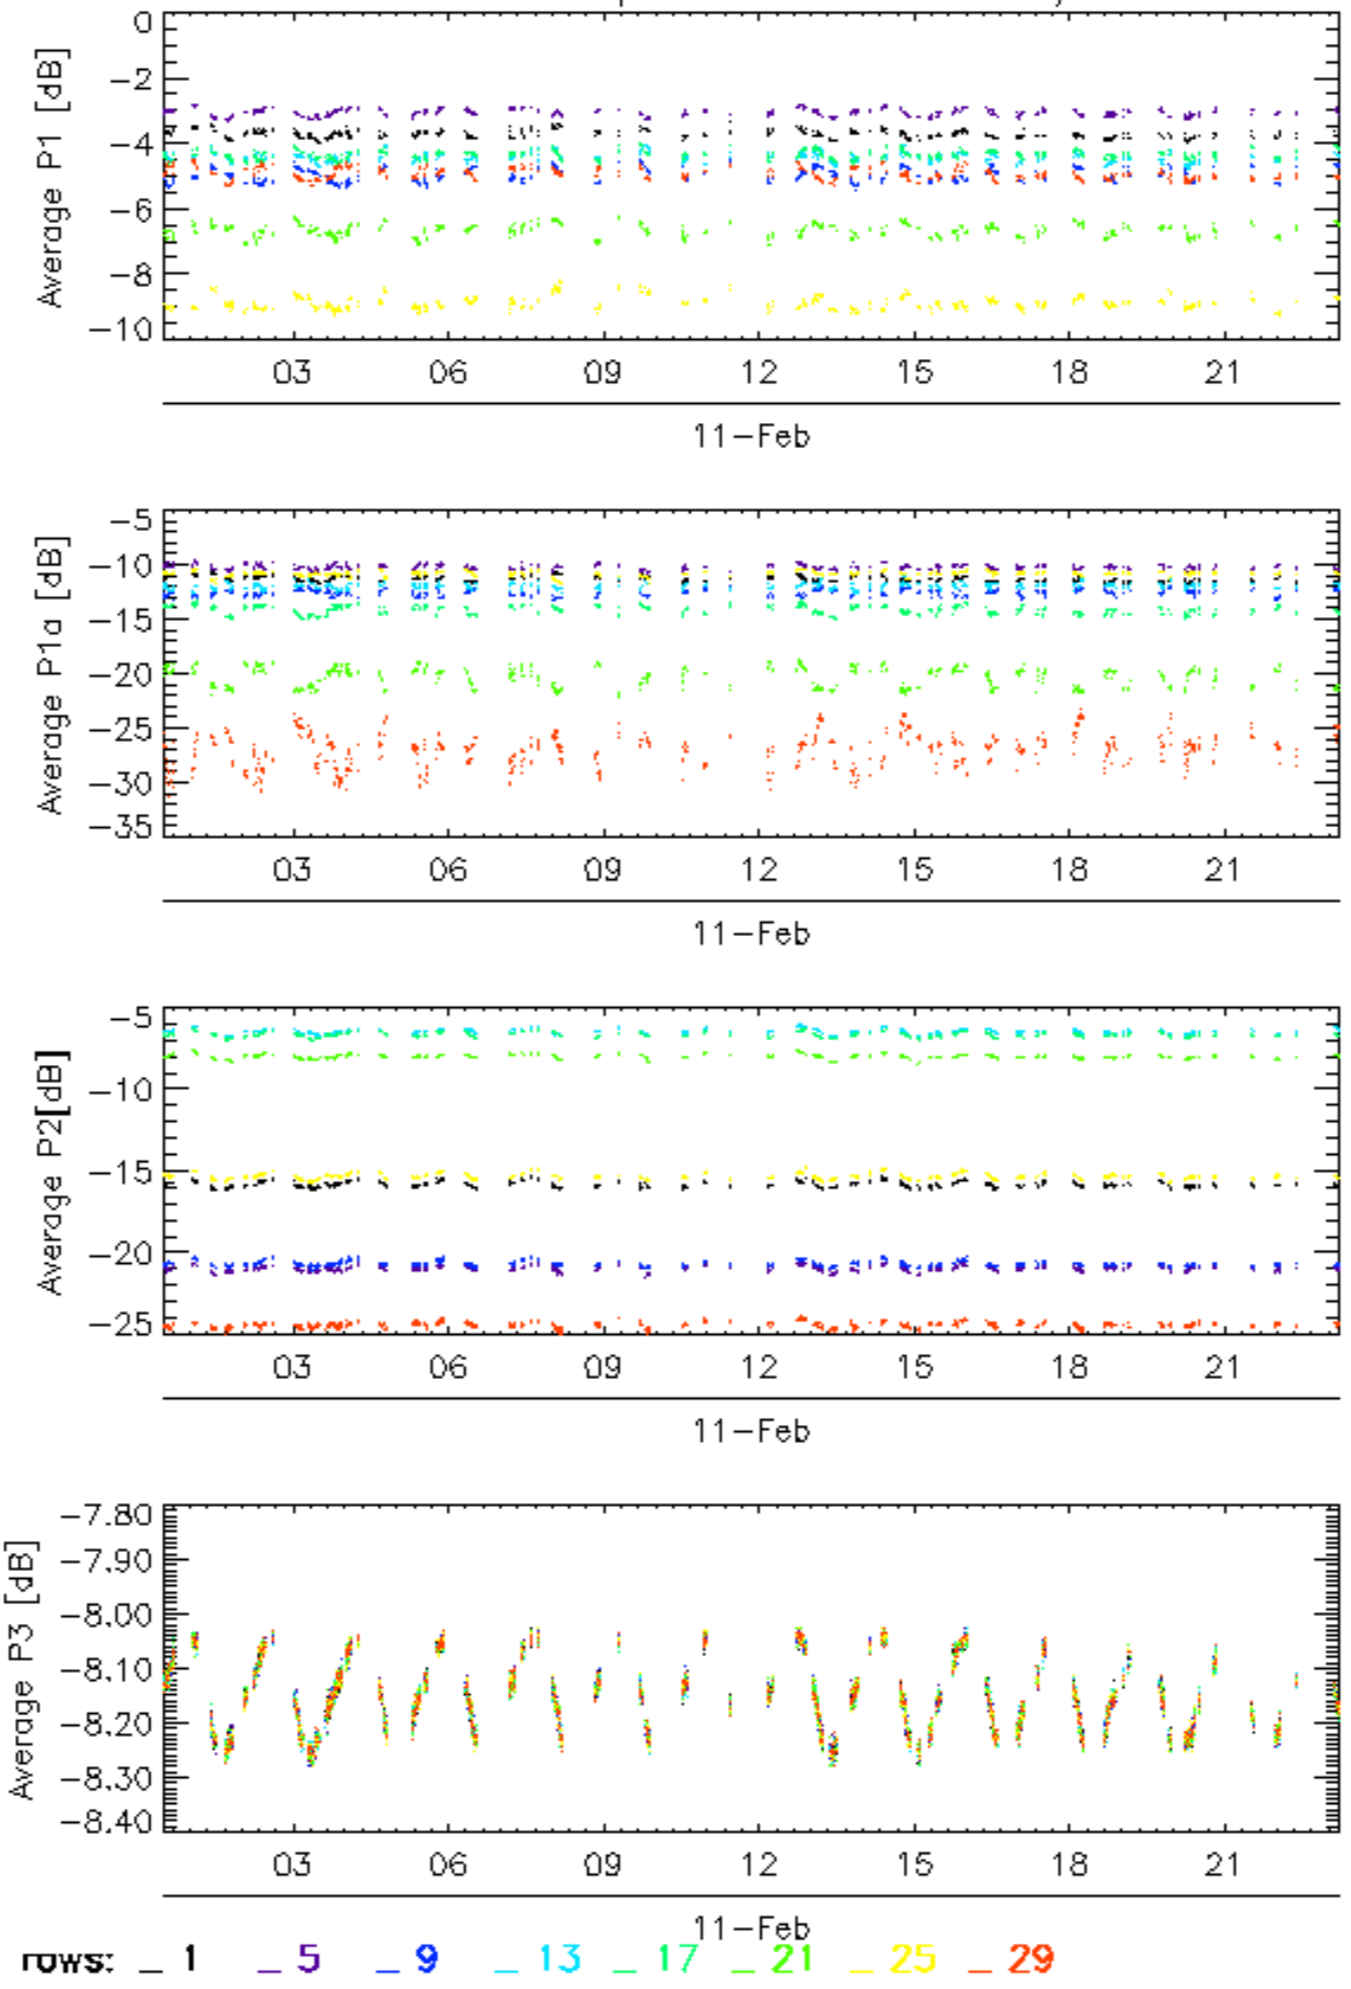 Average P1 [dB]
0
−2
−4
−6
−8
−10
03 06 09 12 15 18 21
11−Feb
Average P1a [dB]
−5
−10
−15
−20
−25
−30
−35
03 06 09 12 15 18 21
11−Feb
Average P2[dB]
−5
−10
−15
−20
−25
03 06 09 12 15 18 21
11−Feb
Average P3 [dB]
−7.80
−7.90
−8.00
−8.10
−8.20
−8.30
−8.40
03 06 09 12 15 18 21
11−Feb
rows: _ 1 _ 5 _ 9 _ 13 _ 17 _ 21 _ 25 _ 29